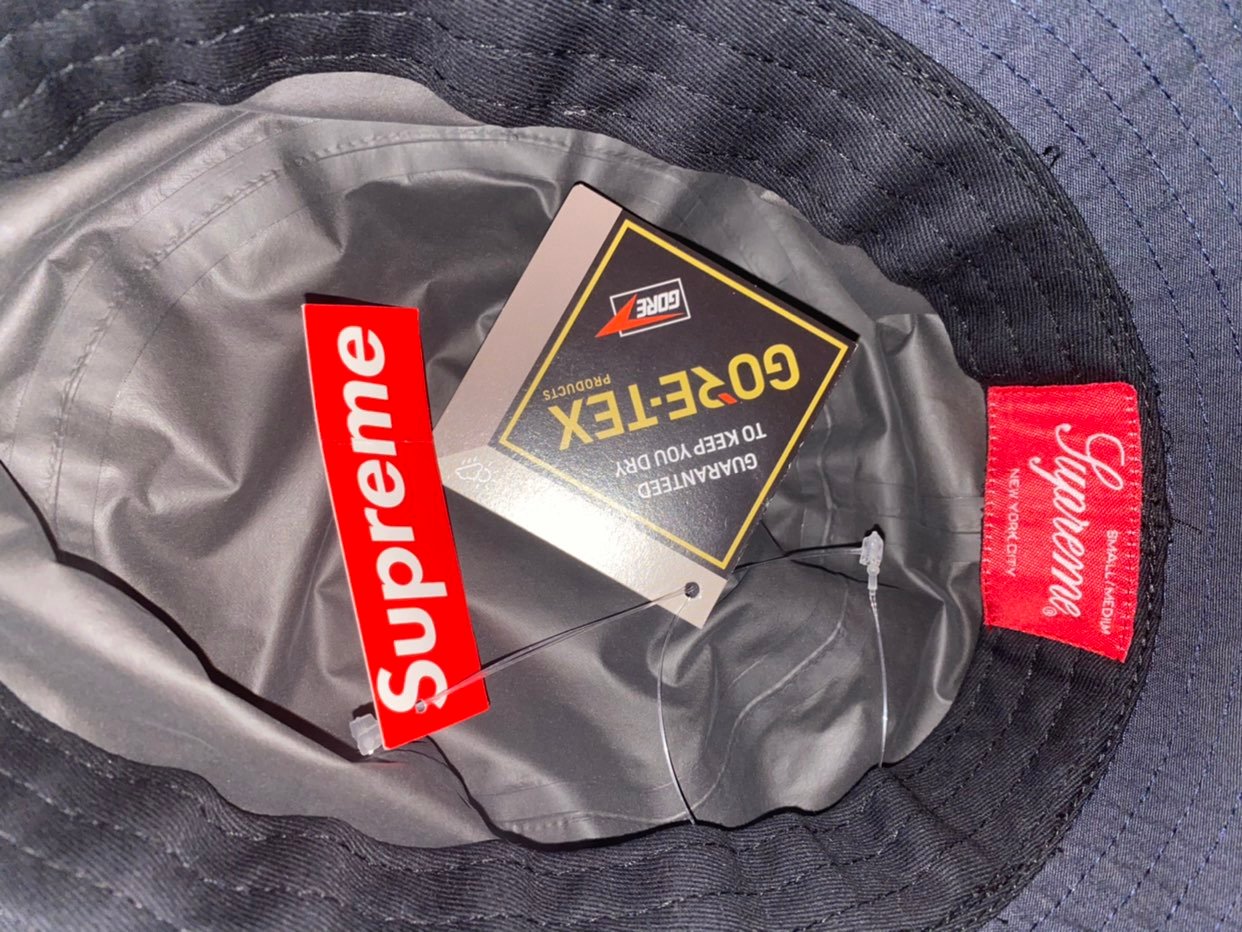 Supreme
GORE
GORE-TEX
PRODUCTS
GUARANTEED
TO KEEP YOU DRY
Supreme®
NEW YORK CITY
SMALL/MEDIUM